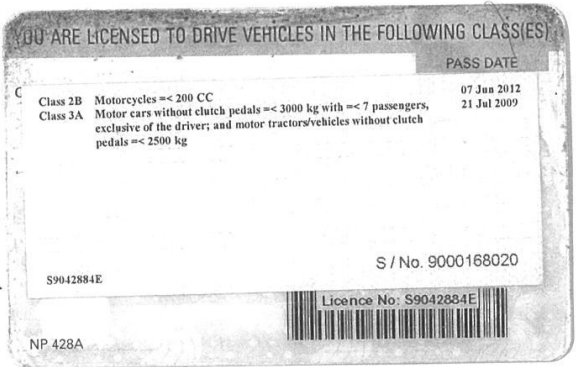 YOU ARE LICENSED TO DRIVE VEHICLES IN THE FOLLOWING CLASS(ES)
PASS DATE
Class 2B Motorcycles =< 200 CC 07 Jun 2012
Class 3A Motor cars without clutch pedals =< 3000 kg with =< 7 passengers, 21 Jul 2009
exclusive of the driver; and motor tractors/vehicles without clutch
pedals =< 2500 kg
S / No. 9000168020
S9042884E
Licence No: S9042884E
NP 428A